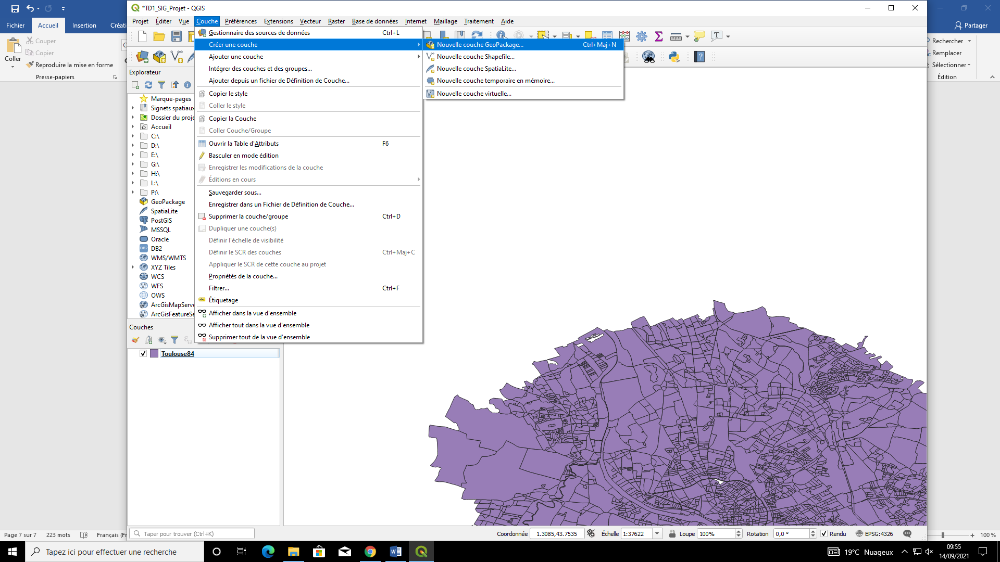 *TD1_SIG_Projet - QGIS
Fichier
Accueil
Insertion
Créati
Partager
Projet Éditer Vue Couche Préférences Extensions Vecteur Raster Base de données Internet Maillage Traitement Aide
Coller
Couper
Copier
Reproduire la mise en forme
Presse-papiers
Rechercher
Remplacer
Sélectionner
Édition
Gestionnaire des sources de données Ctrl+L
Créer une couche
Ajouter une couche
Intégrer des couches et des groupes...
Ajouter depuis un fichier de Définition de Couche...
Copier le style
Coller le style
Copier la Couche
Coller Couche/Groupe
Ouvrir la Table d'Attributs F6
Basculer en mode édition
Enregistrer les modifications de la couche
Éditions en cours
Sauvegarder sous...
Enregistrer dans un Fichier de Définition de Couche...
Supprimer la couche/groupe Ctrl+D
Dupliquer une couche(s)
Définir l'échelle de visibilité
Définir le SCR des couches Ctrl+Maj+C
Appliquer le SCR de cette couche au projet
Propriétés de la couche...
Filtrer... Ctrl+F
abc Étiquetage
Afficher dans la vue d'ensemble
Afficher tout dans la vue d'ensemble
Supprimer tout de la vue d'ensemble
Nouvelle couche GeoPackage... Ctrl+Maj+N
Nouvelle couche Shapefile...
Nouvelle couche SpatiaLite...
Nouvelle couche temporaire en mémoire...
Nouvelle couche virtuelle...
Explorateur
Marque-pages
Signets spatiaux
Dossier du proje
Accueil
C:\
D:\
E:\
G:\
H:\
L:\
P:\
GeoPackage
SpatiaLite
PostGIS
MSSQL
Oracle
DB2 DB2
WMS/WMTS
XYZ Tiles
WCS
WFS
OWS
ArcGisMapServe
ArcGisFeatureSe
Couches
Toulouse84
Taper pour trouver (Ctrl+K)
Coordonnée 1.3085,43.7535 Échelle 1:37622 Loupe 100% Rotation 0,0 ° Rendu EPSG:4326
Page 7 sur 7 223 mots Français (Fr
100 %
Tapez ici pour effectuer une recherche
19°C Nuageux
09:55
14/09/2021